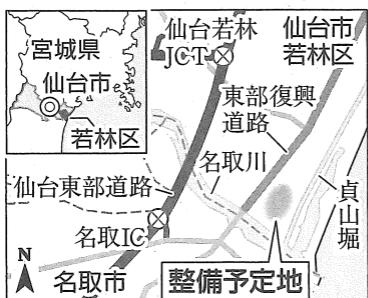 宮城県
仙台市
若林区
仙台若林
JCT
仙台市
若林区
東部復興
道路
名取川
仙台東部道路
貞山堀
名取IC
N
名取市
整備予定地